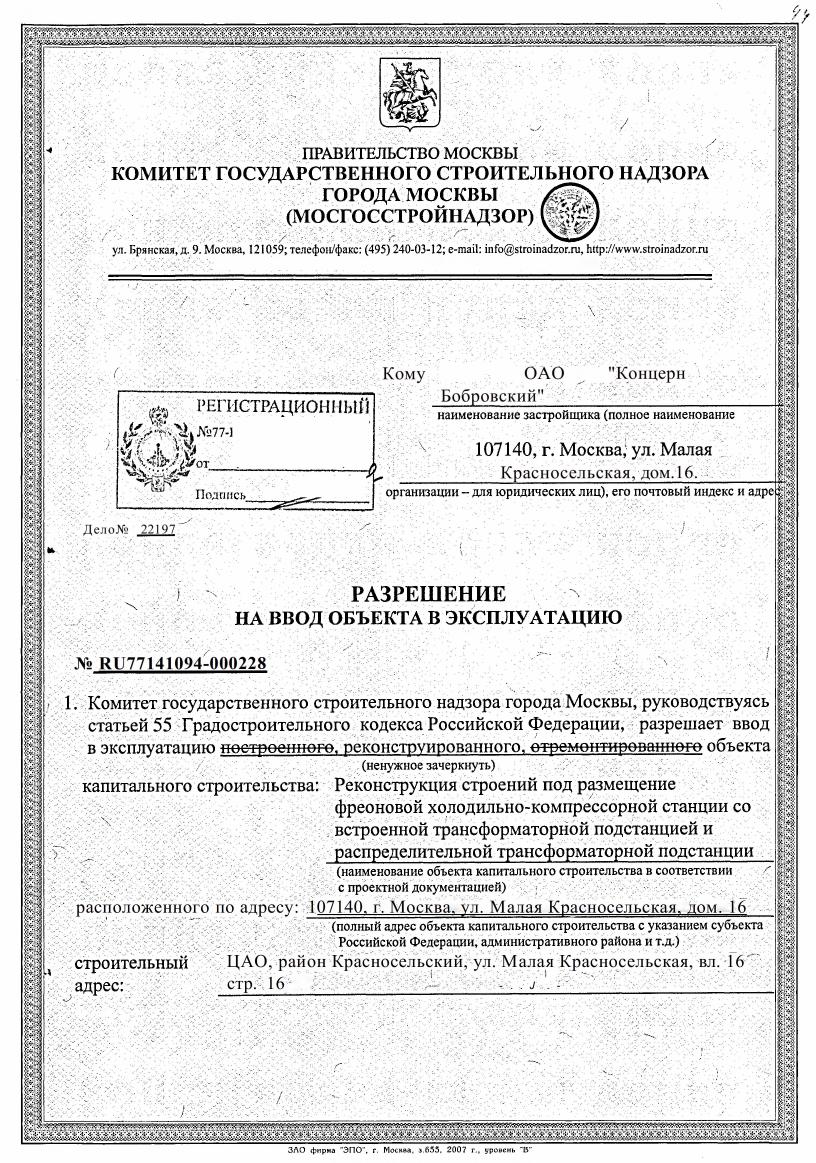 44
ПРАВИТЕЛЬСТВО МОСКВЫ
КОМИТЕТ ГОСУДАРСТВЕННОГО СТРОИТЕЛЬНОГО НАДЗОРА
ГОРОДА МОСКВЫ
(МОСГОССТРОЙНАДЗОР)
ул. Брянская, д. 9. Москва, 121059; телефон/факс: (495) 240-03-12; e-mail: info@stroinadzor.ru, http://www.stroinadzor.ru
Кому ОАО "Концерн
Бобровский"
наименование застройщика (полное наименование
107140, г. Москва, ул. Малая
Красносельская, дом.16.
организации – для юридических лиц), его почтовый индекс и адрес
РЕГИСТРАЦИОННЫЙ
№77-1
от
Подпись
Дело№ 22197
РАЗРЕШЕНИЕ
НА ВВОД ОБЪЕКТА В ЭКСПЛУАТАЦИЮ
№ RU77141094-000228
1. Комитет государственного строительного надзора города Москвы, руководствуясь
статьей 55 Градостроительного кодекса Российской Федерации, разрешает ввод
в эксплуатацию построенного, реконструированного, отремонтированного объекта
(ненужное зачеркнуть)
капитального строительства: Реконструкция строений под размещение
фреоновой холодильно-компрессорной станции со
встроенной трансформаторной подстанцией и
распределительной трансформаторной подстанции
(наименование объекта капитального строительства в соответствии
с проектной документацией)
расположенного по адресу: 107140, г. Москва, ул. Малая Красносельская, дом. 16
(полный адрес объекта капитального строительства с указанием субъекта
Российской Федерации, административного района и т.д.)
строительный ЦАО, район Красносельский, ул. Малая Красносельская, вл. 16
адрес: стр. 16
ЗАО фирма "ЭПО", г. Москва, з.655, 2007 г., уровень "В"